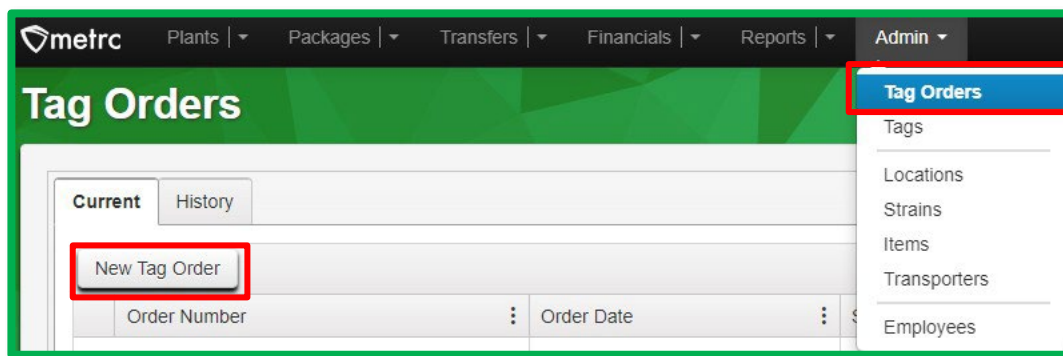 metrc Plants Packages Transfers Financials Reports Admin
Tag Orders
Tag Orders
Tags
Locations
Strains
Items
Transporters
Employees
Current History
New Tag Order
Order Number Order Date